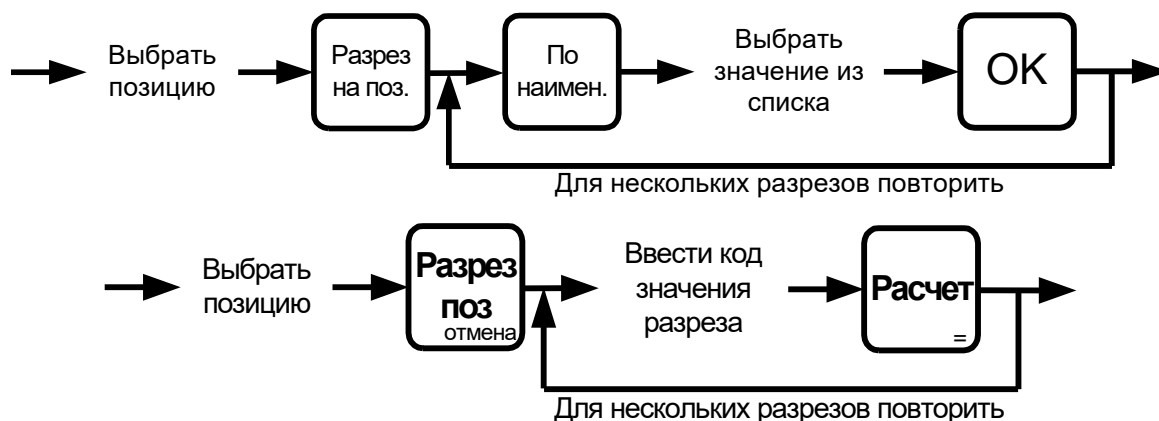 Выбрать
позицию
Разрез
на поз.
По
наимен.
Выбрать
значение из
списка
OK
Для нескольких разрезов повторить
Выбрать
позицию
Разрез
поз
отмена
Ввести код
значения
разреза
Расчет
=
Для нескольких разрезов повторить